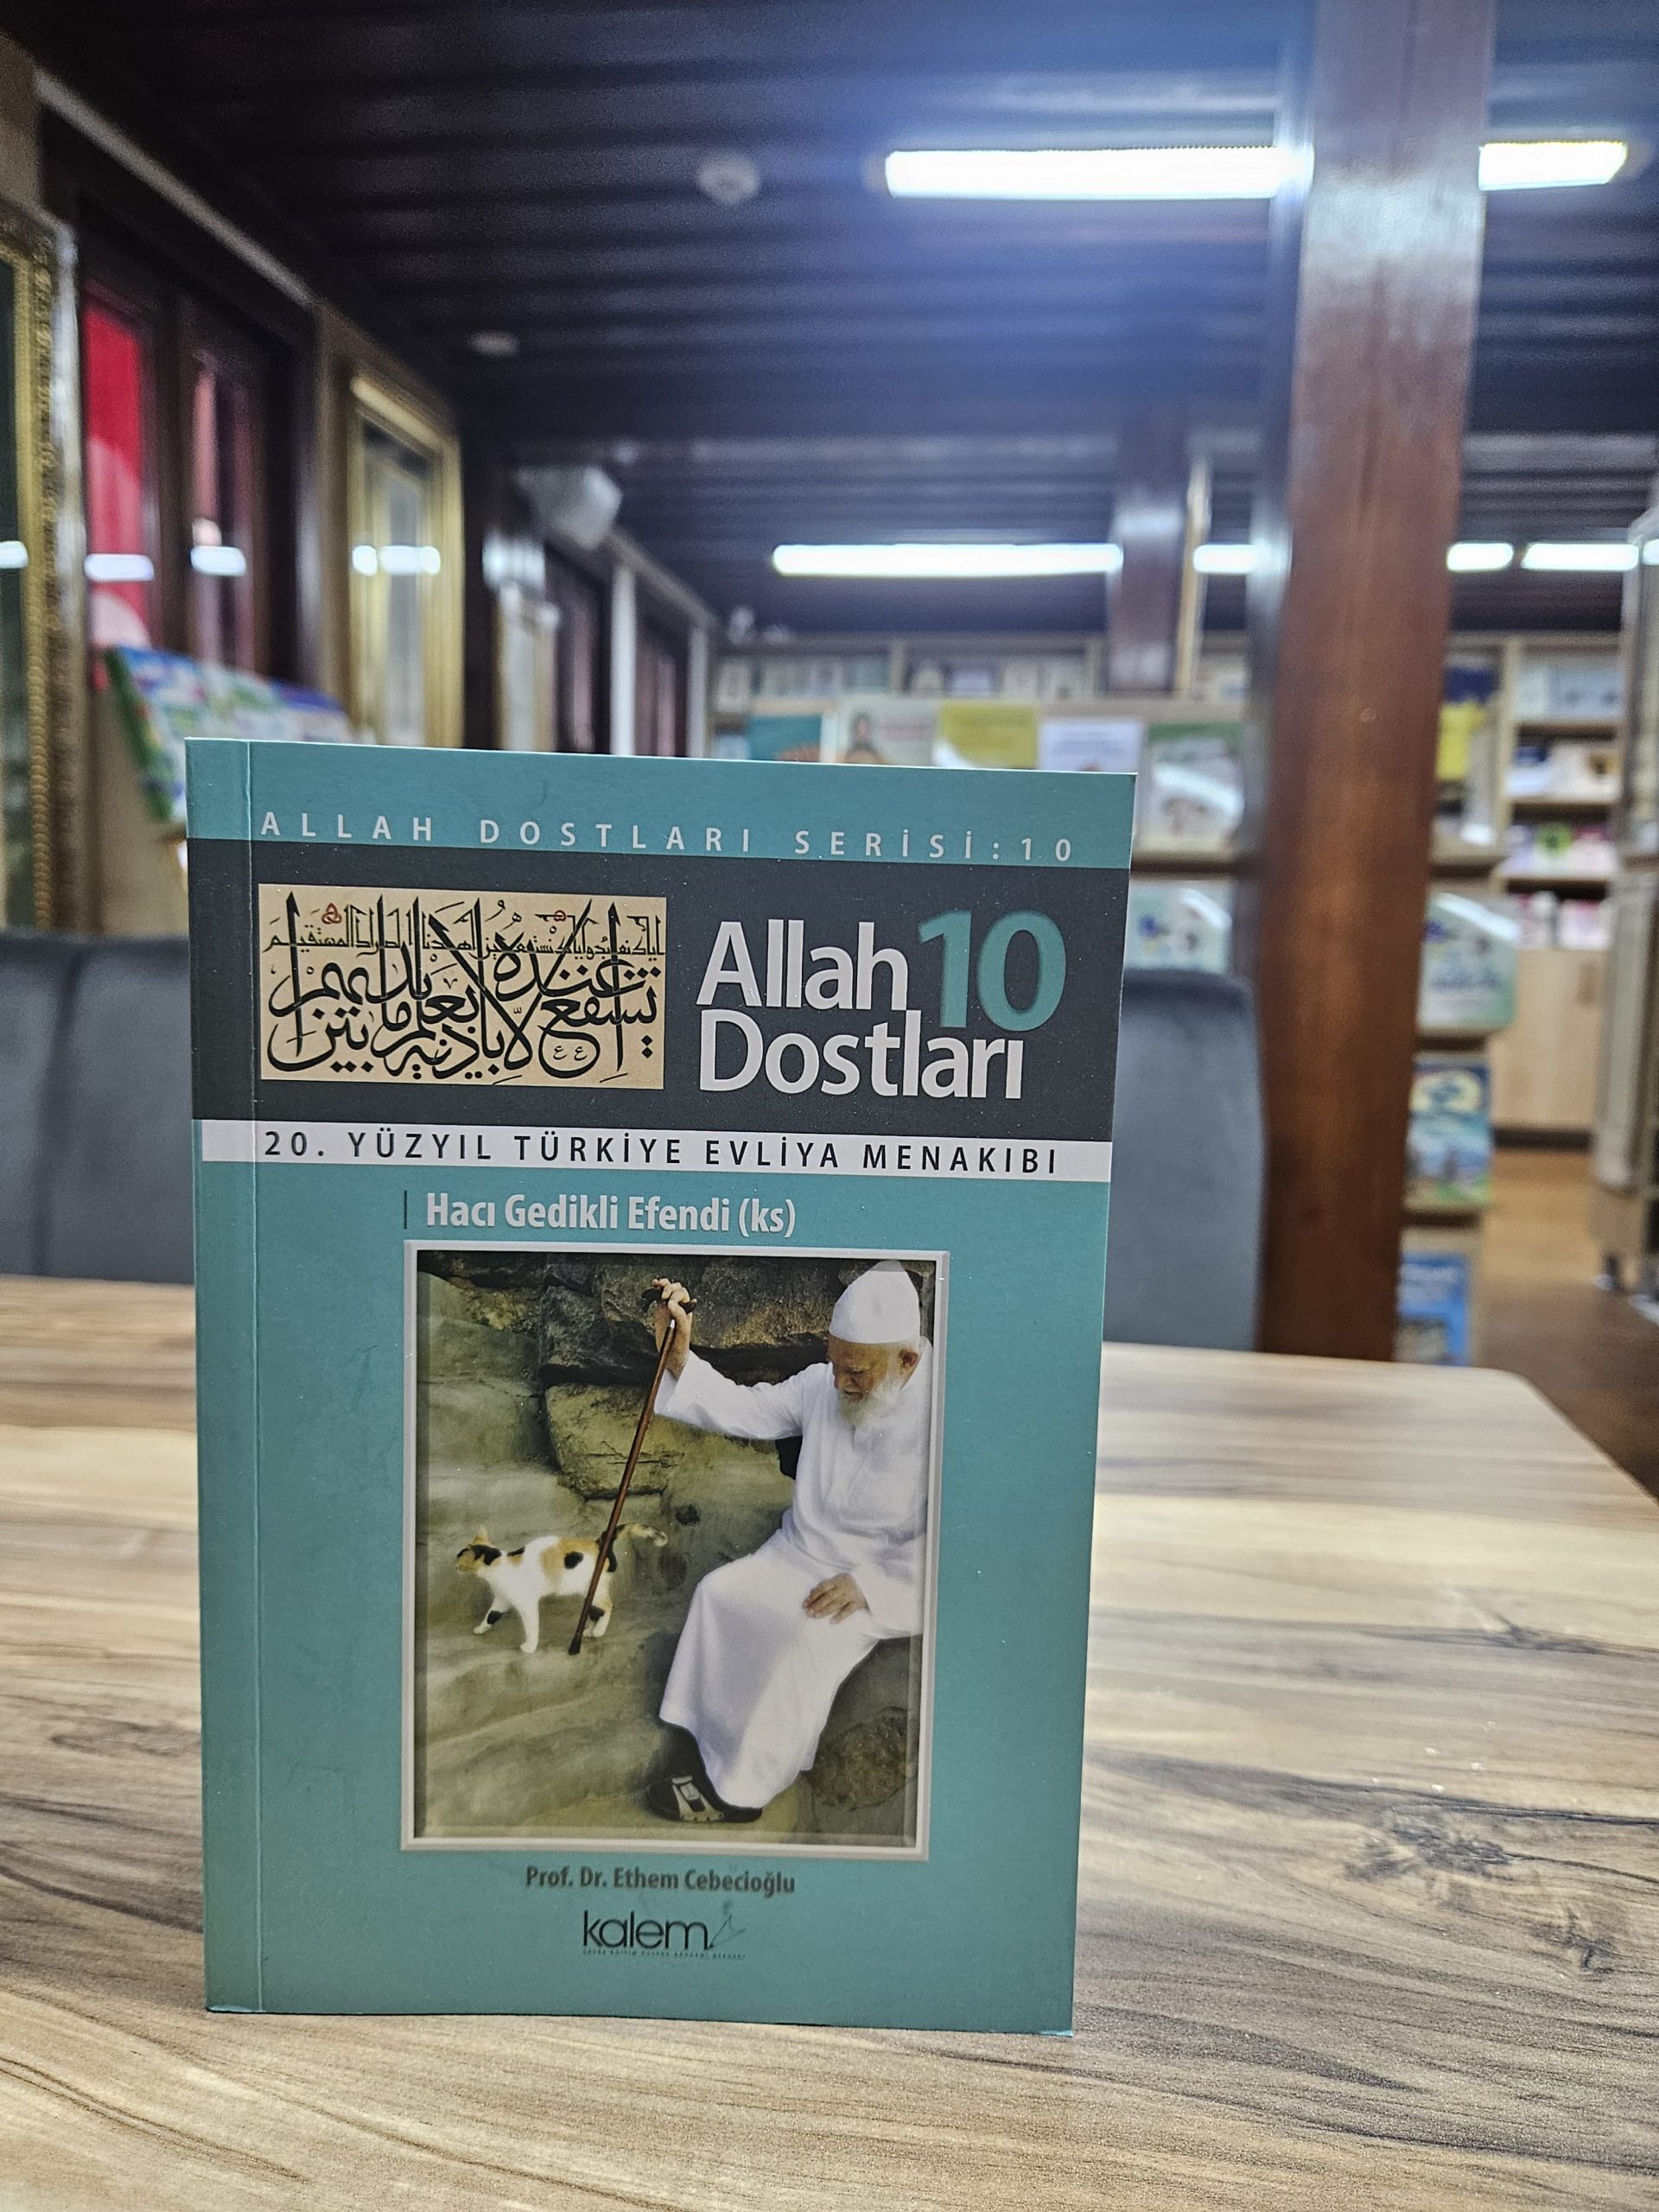 ALLAH DOSTLARI SERİSİ:10
Allah 10
Dostları
20. YÜZYIL TÜRKİYE EVLİYA MENAKIBI
Hacı Gedikli Efendi (ks)
Prof. Dr. Ethem Cebecioğlu
kalem